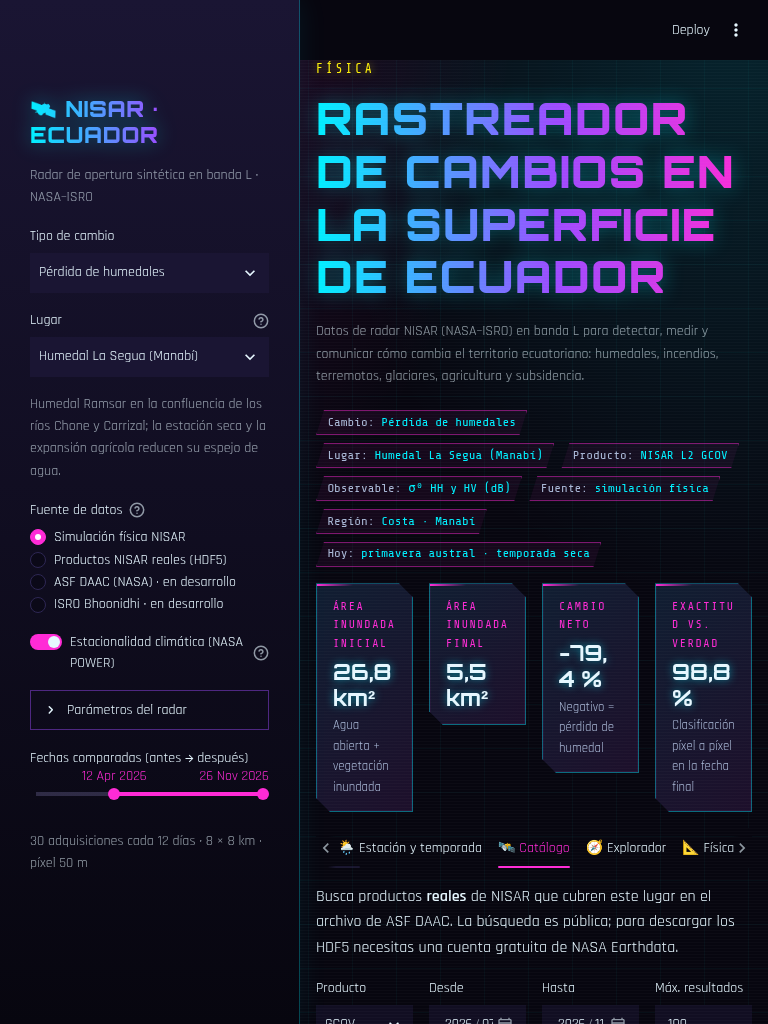 Deploy
NISAR ·
ECUADOR
Radar de apertura sintética en banda L ·
NASA-ISRO
Tipo de cambio
Pérdida de humedales
Lugar
Humedal La Segua (Manabí)
Humedal Ramsar en la confluencia de los
ríos Chone y Carrizal; la estación seca y la
expansión agrícola reducen su espejo de
agua.
Fuente de datos
Simulación física NISAR
Productos NISAR reales (HDF5)
ASF DAAC (NASA) · en desarrollo
ISRO Bhoonidhi · en desarrollo
Estacionalidad climática (NASA
POWER)
Parámetros del radar
Fechas comparadas (antes → después)
12 Apr 2026 26 Nov 2026
30 adquisiciones cada 12 días · 8 × 8 km ·
píxel 50 m
FÍSICA
RASTREADOR
DE CAMBIOS EN
LA SUPERFICIE
DE ECUADOR
Datos de radar NISAR (NASA-ISRO) en banda L para detectar, medir y
comunicar cómo cambia el territorio ecuatoriano: humedales, incendios,
terremotos, glaciares, agricultura y subsidencia.
Cambio: Pérdida de humedales
Lugar: Humedal La Segua (Manabí) Producto: NISAR L2 GCOV
Observable: σ⁰ HH y HV (dB) Fuente: simulación física
Región: Costa · Manabí
Hoy: primavera austral · temporada seca
ÁREA
INUNDADA
INICIAL
26,8
km²
Agua
abierta +
vegetación
inundada
ÁREA
INUNDADA
FINAL
5,5
km²
CAMBIO
NETO
-79,
4 %
Negativo =
pérdida de
humedal
EXACTITU
D VS.
VERDAD
98,8
%
Clasificación
píxel a píxel
en la fecha
final
Estación y temporada Catálogo Explorador Física
Busca productos reales de NISAR que cubren este lugar en el
archivo de ASF DAAC. La búsqueda es pública; para descargar los
HDF5 necesitas una cuenta gratuita de NASA Earthdata.
Producto Desde Hasta Máx. resultados
GCOV 2026 / 07 2026 / 11 100